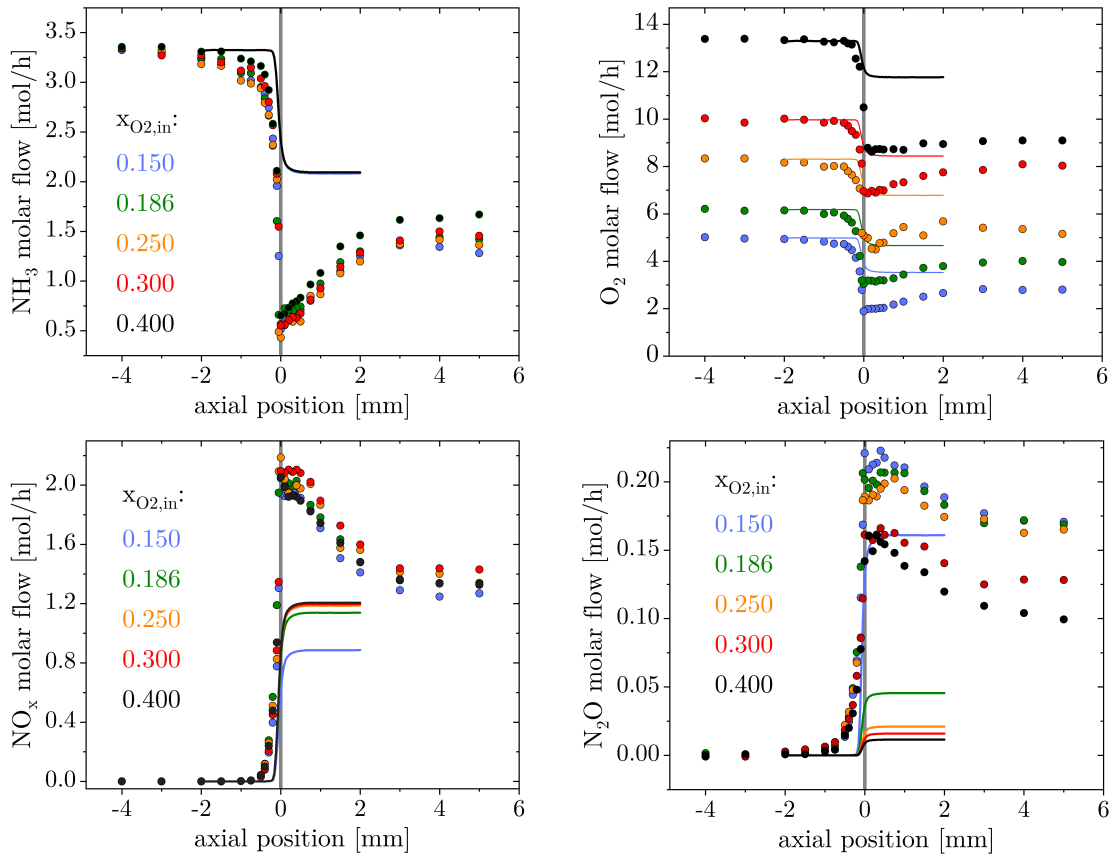 3.5
3.0
2.5
2.0
1.5
1.0
0.5
NH3 molar flow [mol/h]
xO2,in:
0.150
0.186
0.250
0.300
0.400
-4 -2 0 2 4 6
axial position [mm]
14
12
10
8
6
4
2
0
O2 molar flow [mol/h]
-4 -2 0 2 4 6
axial position [mm]
2.0
1.6
1.2
0.8
0.4
0.0
NOx molar flow [mol/h]
xO2,in:
0.150
0.186
0.250
0.300
0.400
-4 -2 0 2 4 6
axial position [mm]
0.20
0.15
0.10
0.05
0.00
N2O molar flow [mol/h]
xO2,in:
0.150
0.186
0.250
0.300
0.400
-4 -2 0 2 4 6
axial position [mm]